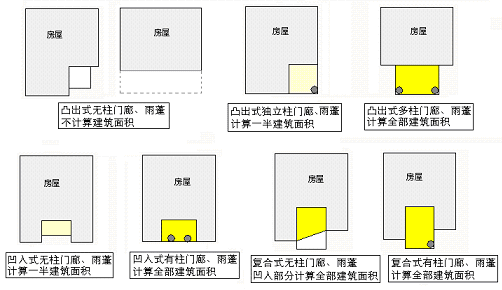 房屋
房屋
房屋
房屋
凸出式无柱门廊、雨蓬
不计算建筑面积
凸出式独立柱门廊、雨蓬
计算一半建筑面积
凸出式多柱门廊、雨蓬
计算全部建筑面积
房屋
房屋
房屋
房屋
凹入式无柱门廊、雨蓬
计算一半建筑面积
凹入式有柱门廊、雨蓬
计算全部建筑面积
复合式无柱门廊、雨蓬
凹入部分计算全部建筑面积
复合式有柱门廊、雨蓬
计算全部建筑面积